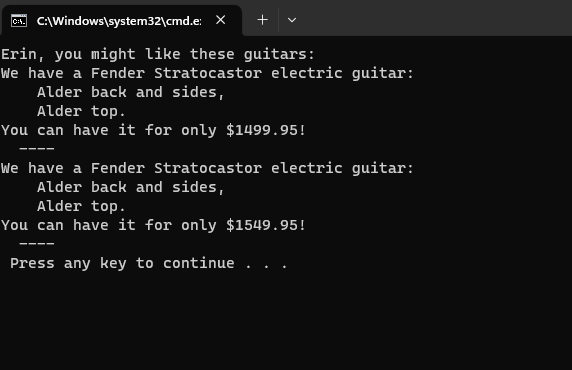 C:\Windows\system32\cmd.e:
Erin, you might like these guitars:
We have a Fender Stratocastor electric guitar:
    Alder back and sides,
    Alder top.
You can have it for only $1499.95!
  ----
We have a Fender Stratocastor electric guitar:
    Alder back and sides,
    Alder top.
You can have it for only $1549.95!
  ----
 Press any key to continue . . .